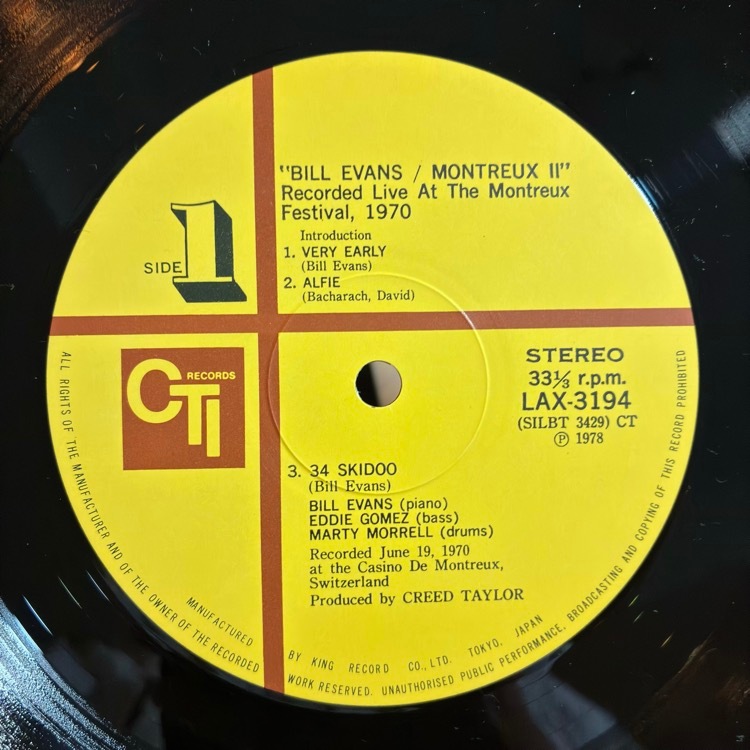 "BILL EVANS / MONTREUX II"
Recorded Live At The Montreux
Festival, 1970
Introduction
1. VERY EARLY
(Bill Evans)
2. ALFIE
(Bacharach, David)
SIDE 1
CTI RECORDS
STEREO
33⅓ r.p.m.
LAX-3194
(SILBT 3429) CT
Ⓟ 1978
3. 34 SKIDOO
(Bill Evans)
BILL EVANS (piano)
EDDIE GOMEZ (bass)
MARTY MORRELL (drums)
Recorded June 19, 1970
at the Casino De Montreux,
Switzerland
Produced by CREED TAYLOR
MANUFACTURED BY KING RECORD CO., LTD. TOKYO, JAPAN
ALL RIGHTS OF THE MANUFACTURER AND OF THE OWNER OF THE RECORDED WORK RESERVED. UNAUTHORISED PUBLIC PERFORMANCE, BROADCASTING AND COPYING OF THIS RECORD PROHIBITED